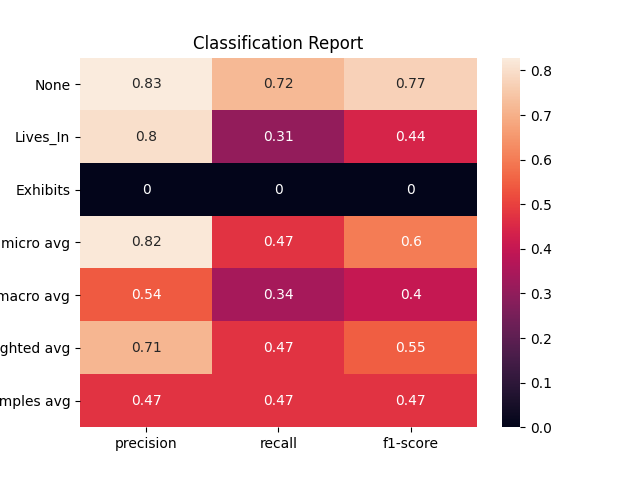 Classification Report
None 0.83 0.72 0.77
Lives_In 0.8 0.31 0.44
Exhibits 0 0 0
micro avg 0.82 0.47 0.6
macro avg 0.54 0.34 0.4
ghted avg 0.71 0.47 0.55
mples avg 0.47 0.47 0.47
precision recall f1-score
0.8
0.7
0.6
0.5
0.4
0.3
0.2
0.1
0.0